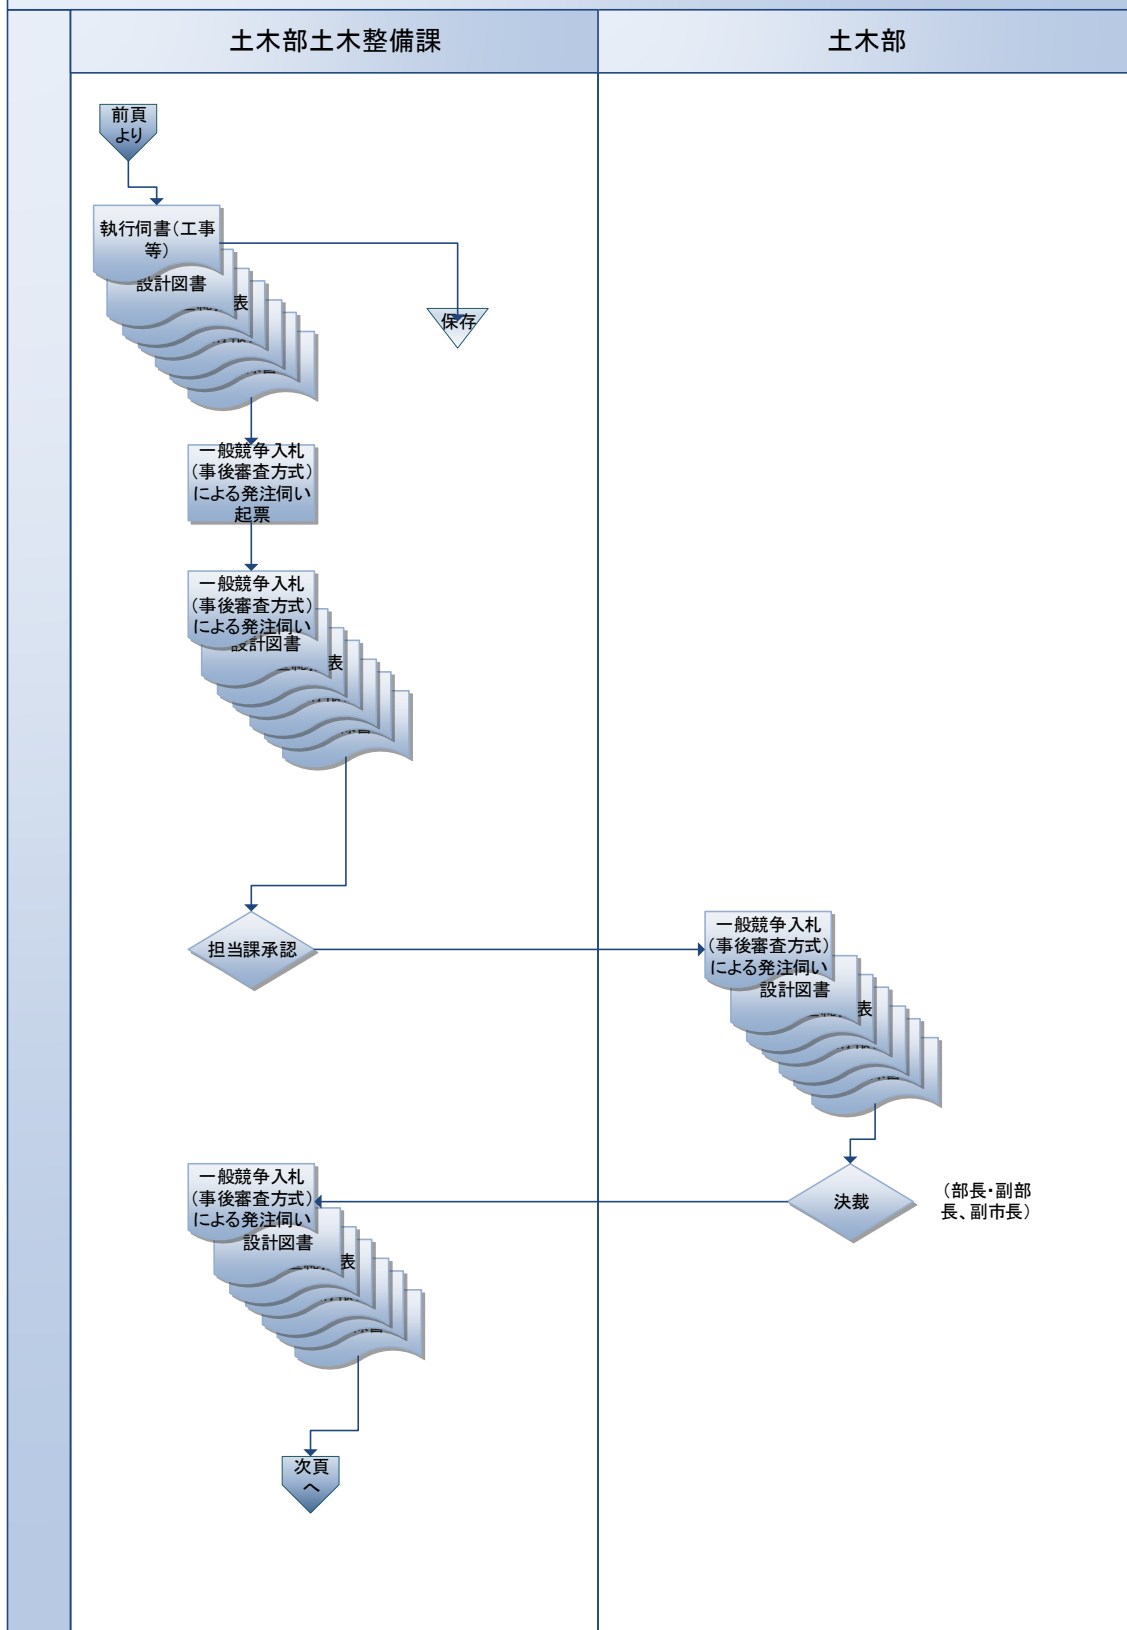 土木部土木整備課
土木部
前頁
より
執行伺書（工事
等）
設計図書
表
保存
一般競争入札
（事後審査方式）
による発注伺い
起票
一般競争入札
（事後審査方式）
による発注伺い
設計図書
表
担当課承認
一般競争入札
（事後審査方式）
による発注伺い
設計図書
表
決裁
（部長・副部
長、副市長）
一般競争入札
（事後審査方式）
による発注伺い
設計図書
表
次頁
へ